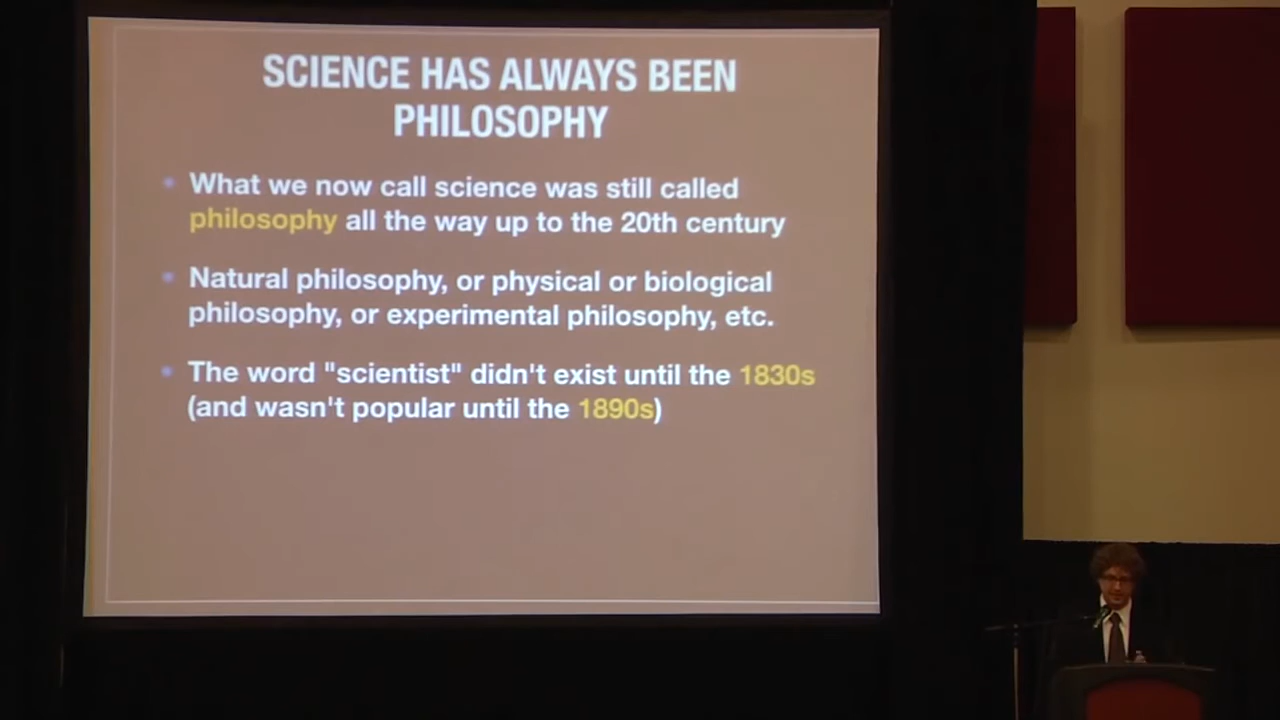 SCIENCE HAS ALWAYS BEEN
PHILOSOPHY
• What we now call science was still called
philosophy all the way up to the 20th century
• Natural philosophy, or physical or biological
philosophy, or experimental philosophy, etc.
• The word "scientist" didn't exist until the 1830s
(and wasn't popular until the 1890s)